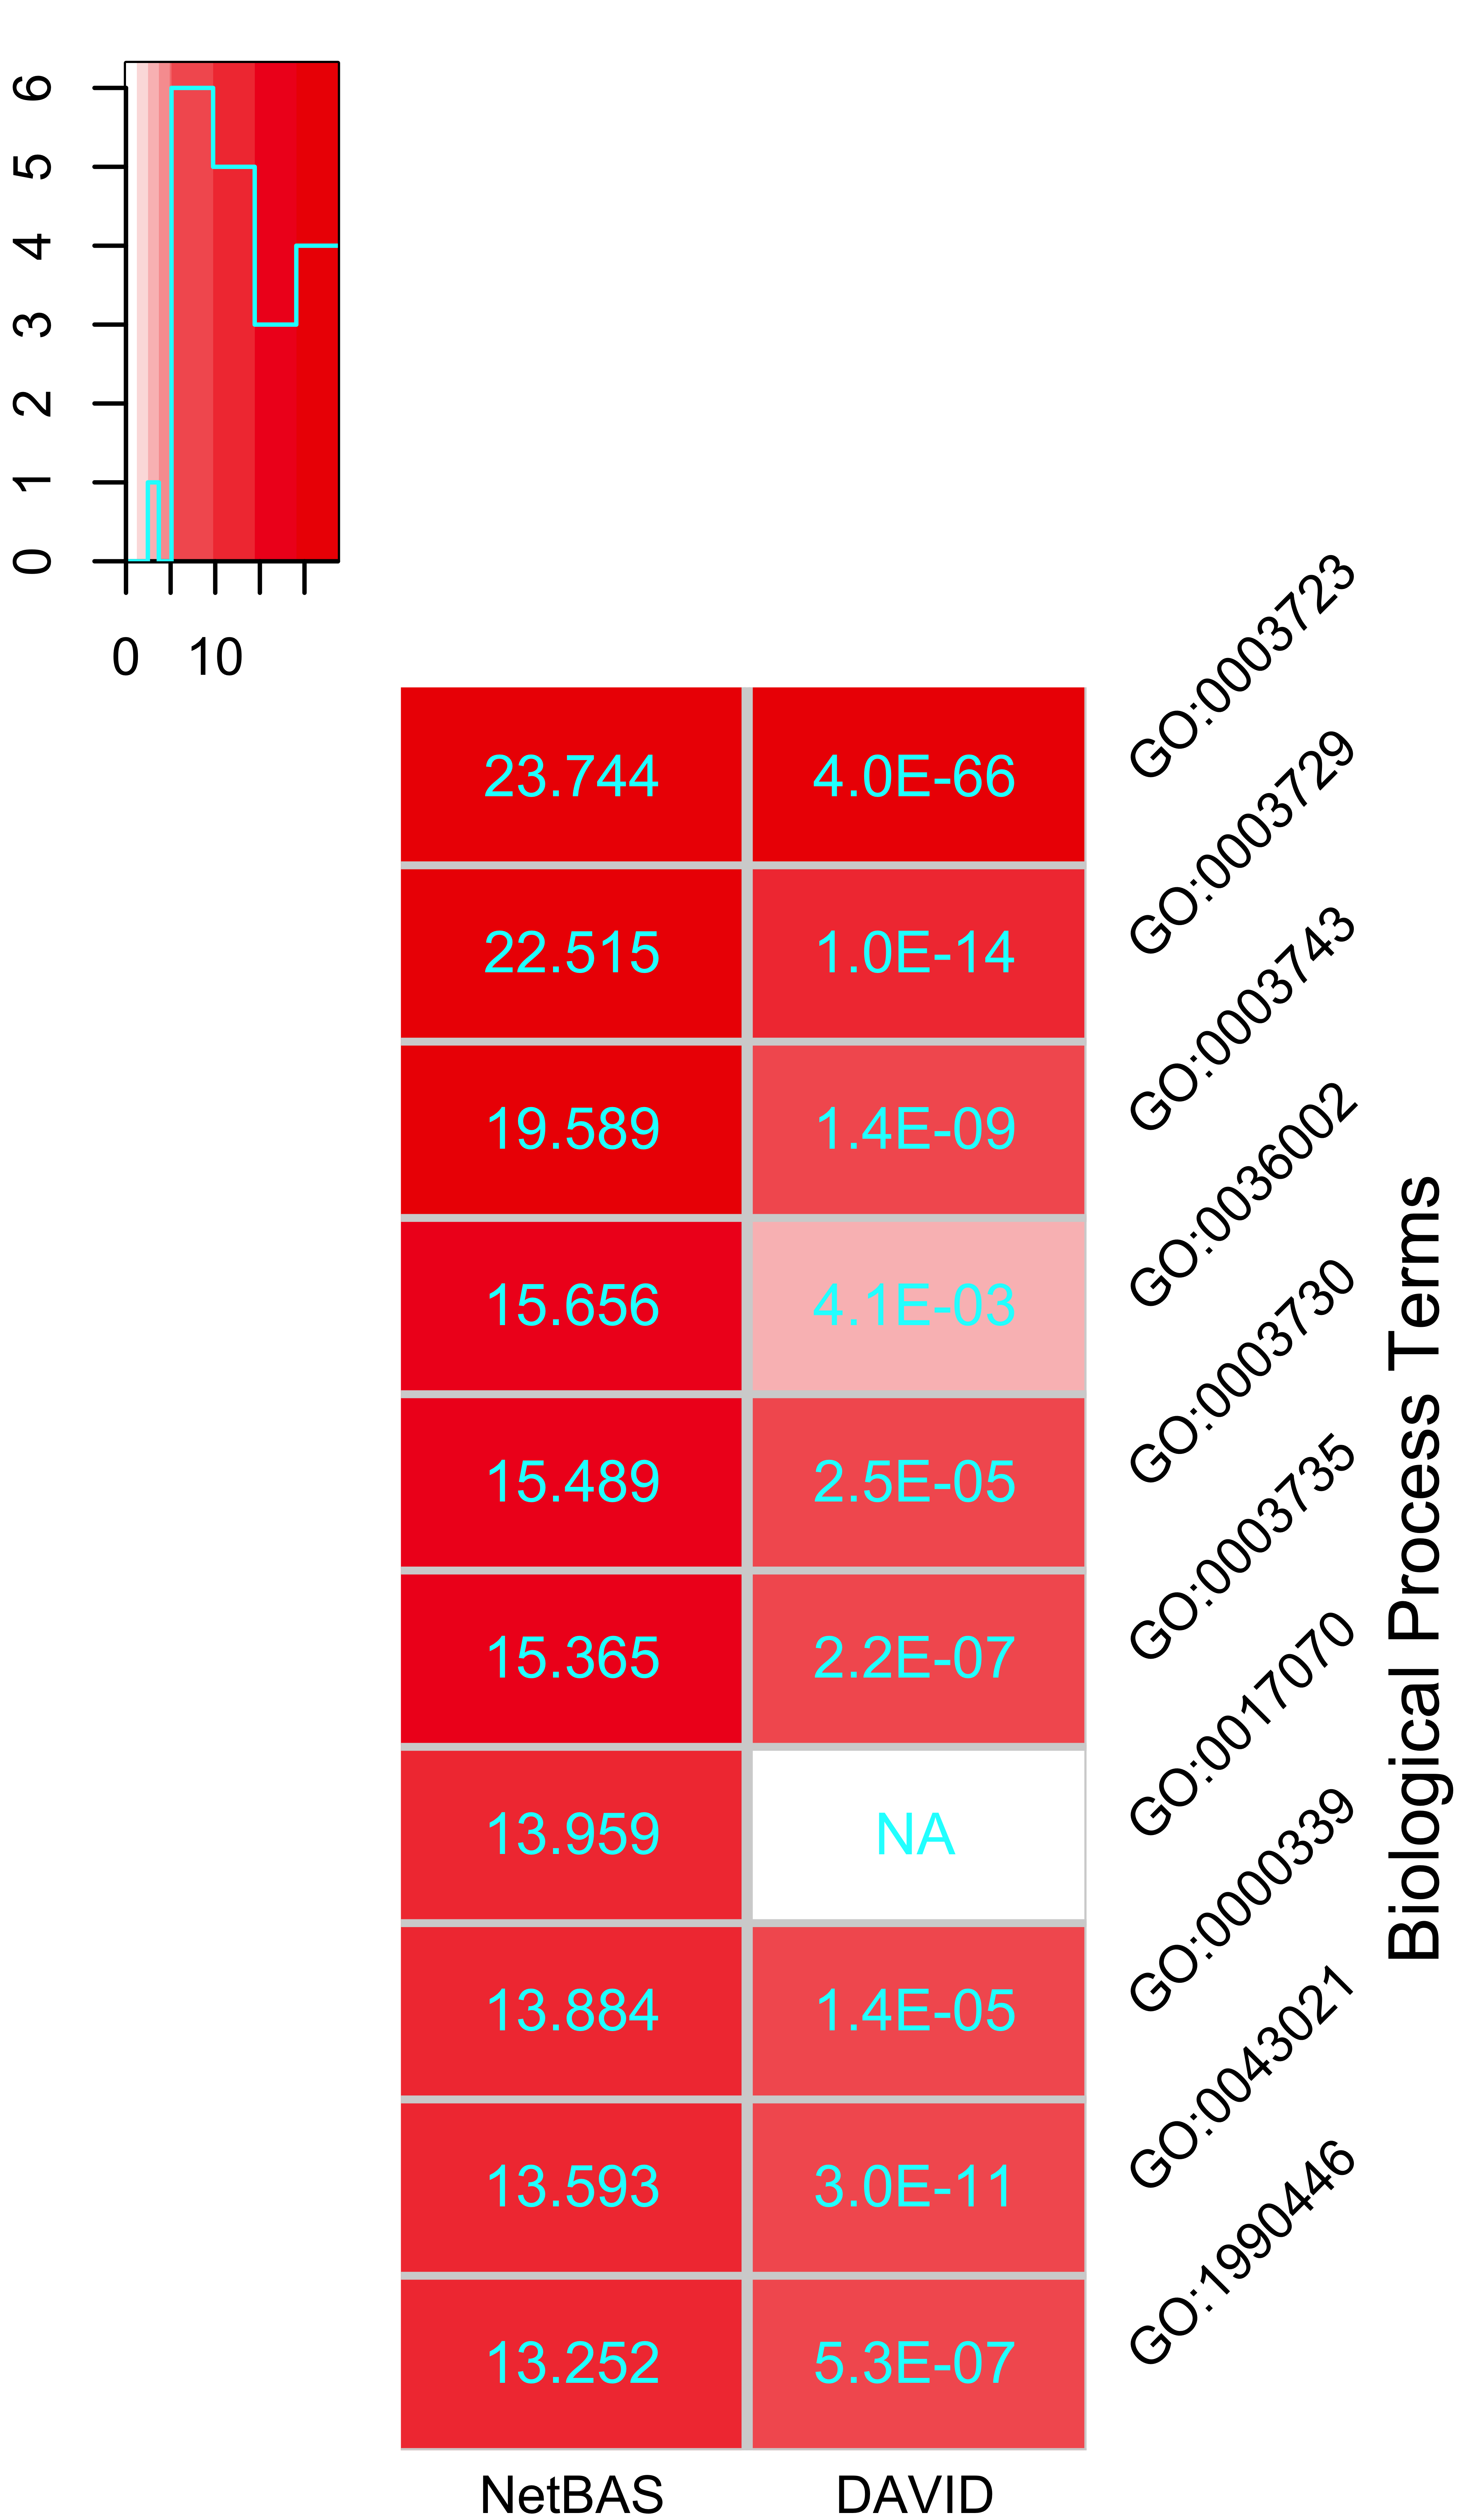 6
5
4
3
2
1
0
0 10
23.744 4.0E-66 GO:0003723
22.515 1.0E-14 GO:0003729
19.589 1.4E-09 GO:0003743
15.656 4.1E-03 GO:0036002
15.489 2.5E-05 GO:0003730
15.365 2.2E-07 GO:0003735
13.959 NA GO:0017070
13.884 1.4E-05 GO:0000339
13.593 3.0E-11 GO:0043021
13.252 5.3E-07 GO:1990446
NetBAS DAVID
Biological Process Terms